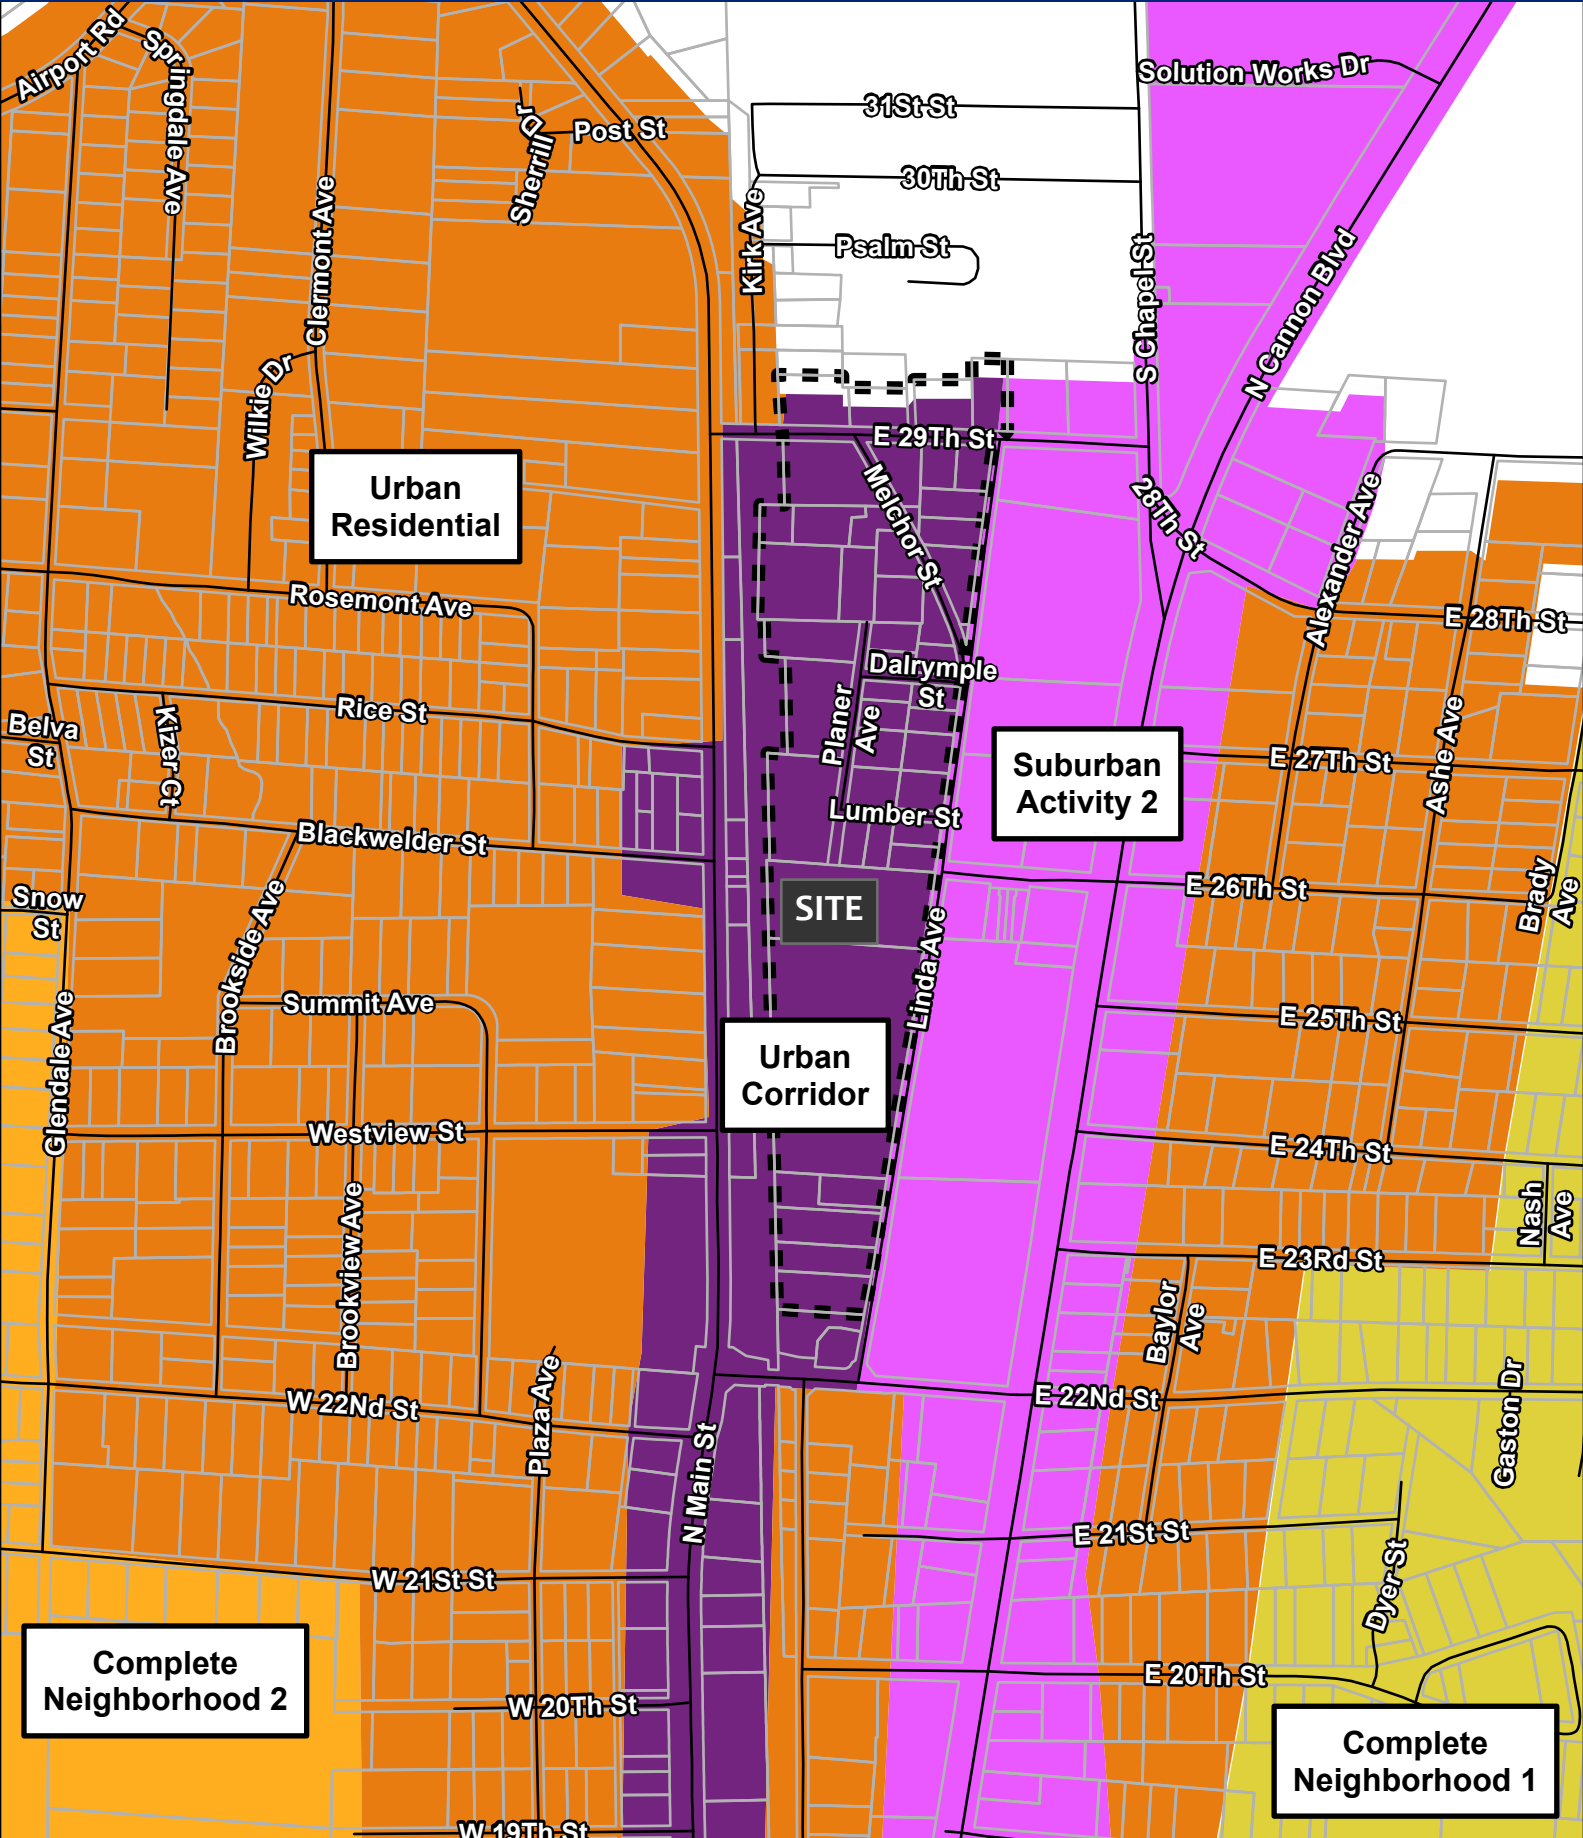 Airport Rd
Springdale Ave
Clermont Ave
Sherrill Dr
Post St
31St St
Solution Works Dr
30Th St
Kirk Ave
Psalm St
S Chapel St
N Cannon Blvd
Wilkie Dr
E 29Th St
Melchor St
28Th St
Alexander Ave
Urban
Residential
Rosemont Ave
E 28Th St
Dalrymple
St
Planer
Ave
Rice St
Belva
St
Kizer Ct
Suburban
Activity 2
E 27Th St
Ashe Ave
Lumber St
Blackwelder St
Snow
St
SITE
E 26Th St
Brady
Ave
Brookside Ave
Linda Ave
Summit Ave
Glendale Ave
E 25Th St
Urban
Corridor
Westview St
E 24Th St
Brookview Ave
Nash
Ave
E 23Rd St
Baylor
Ave
W 22Nd St
Plaza Ave
E 22Nd St
Gaston Dr
N Main St
E 21St St
Dyer St
W 21St St
Complete
Neighborhood 2
E 20Th St
W 20Th St
Complete
Neighborhood 1
W 19Th St